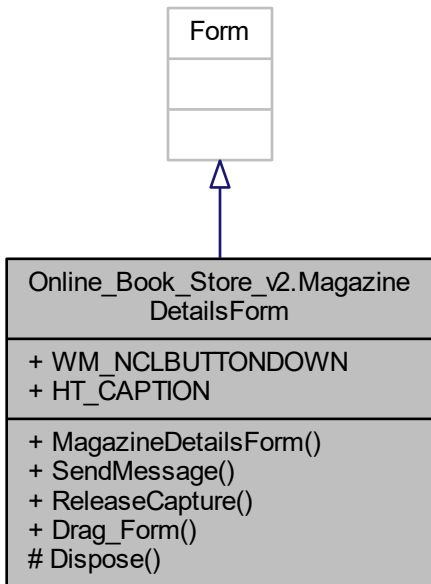 Form
Online_Book_Store_v2.Magazine
DetailsForm
+ WM_NCLBUTTONDOWN
+ HT_CAPTION
+ MagazineDetailsForm()
+ SendMessage()
+ ReleaseCapture()
+ Drag_Form()
# Dispose()